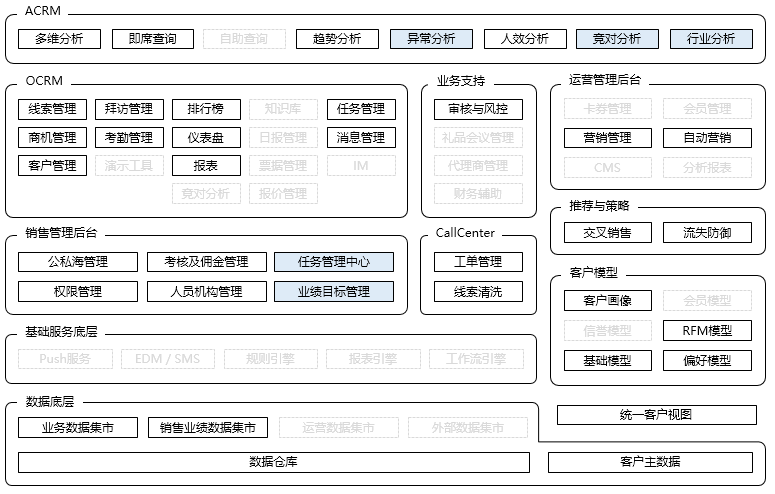 ACRM
多维分析 即席查询 自助查询 趋势分析 异常分析 人效分析 竞对分析 行业分析
OCRM
线索管理 拜访管理 排行榜 知识库 任务管理
商机管理 考勤管理 仪表盘 日报管理 消息管理
客户管理 演示工具 报表 票据管理 IM
竞对分析 报价管理
业务支持
审核与风控
礼品会议管理
代理商管理
财务辅助
运营管理后台
卡券管理 会员管理
营销管理 自动营销
CMS 分析报表
推荐与策略
交叉销售 流失防御
销售管理后台
公私海管理 考核及佣金管理 任务管理中心
权限管理 人员机构管理 业绩目标管理
CallCenter
工单管理
线索清洗
客户模型
客户画像 会员模型
信誉模型 RFM模型
基础模型 偏好模型
基础服务底层
Push服务 EDM / SMS 规则引擎 报表引擎 工作流引擎
数据底层
业务数据集市 销售业绩数据集市 运营数据集市 外部数据集市
统一客户视图
数据仓库 客户主数据